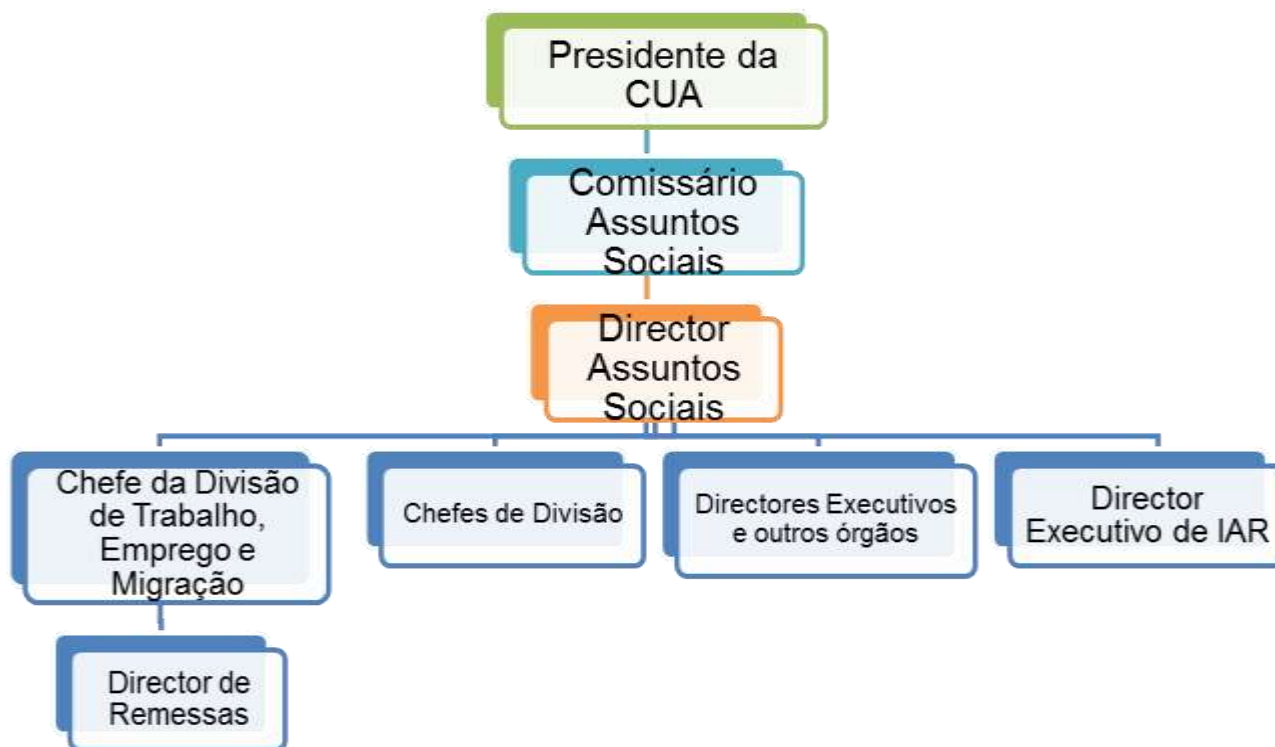 Presidente da
CUA
Comissário
Assuntos
Sociais
Director
Assuntos
Sociais
Chefe da Divisão
de Trabalho,
Emprego e
Migração
Chefes de Divisão
Directores Executivos
e outros órgãos
Director
Executivo de IAR
Director de
Remessas